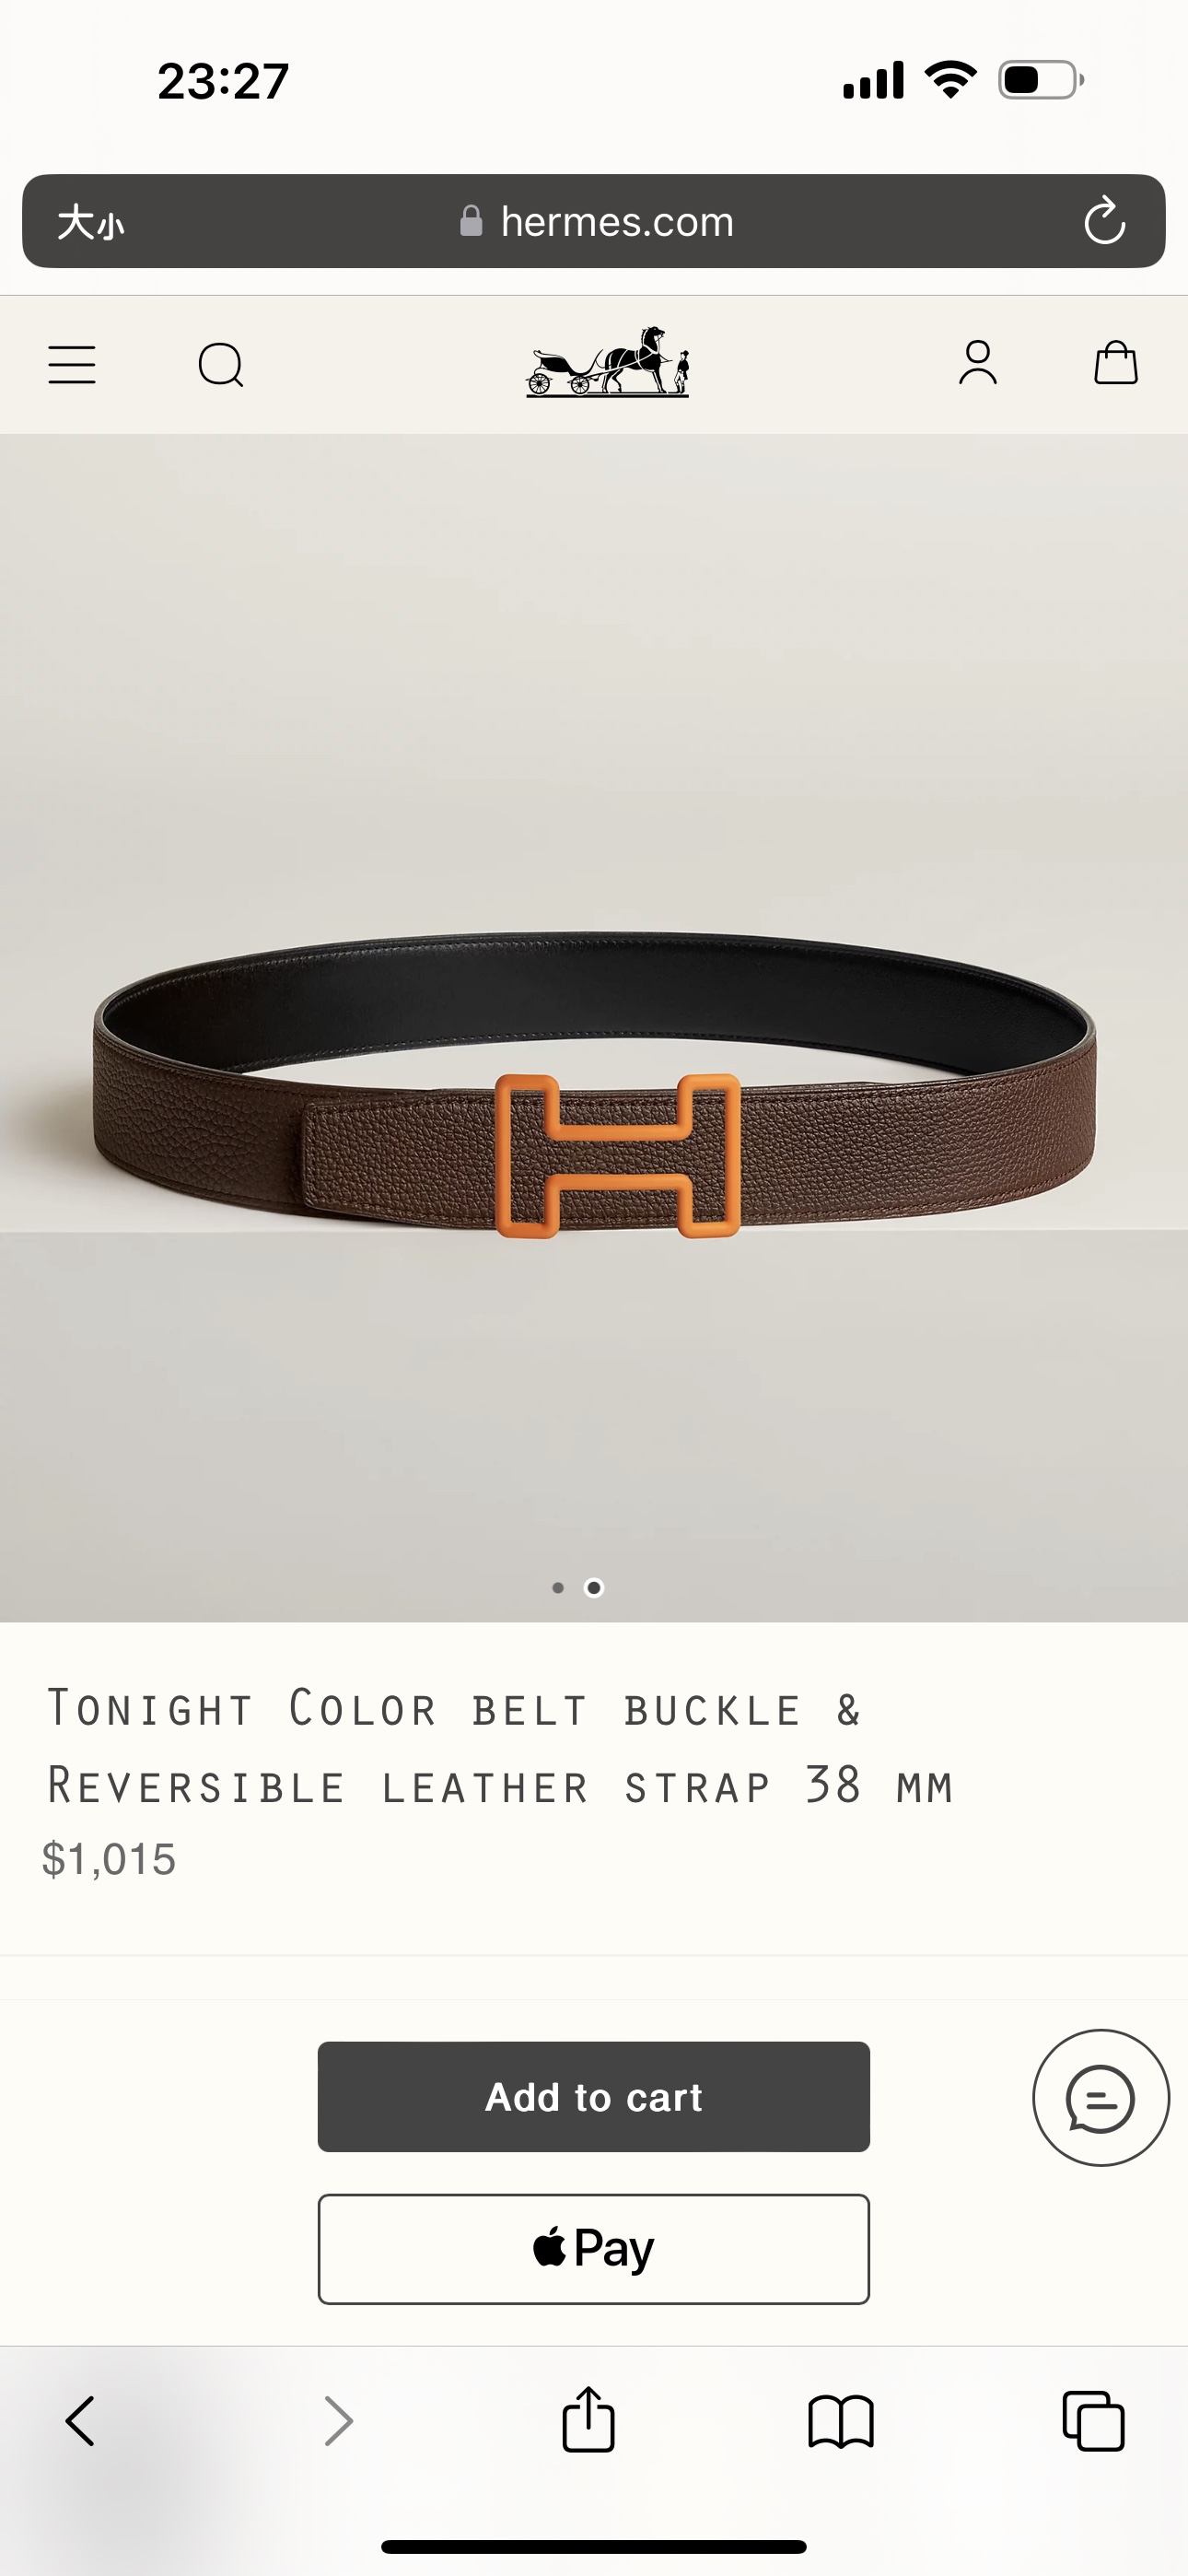 23:27
大小
hermes.com
Tonight Color belt buckle &
Reversible leather strap 38 mm
$1,015
Add to cart
Pay